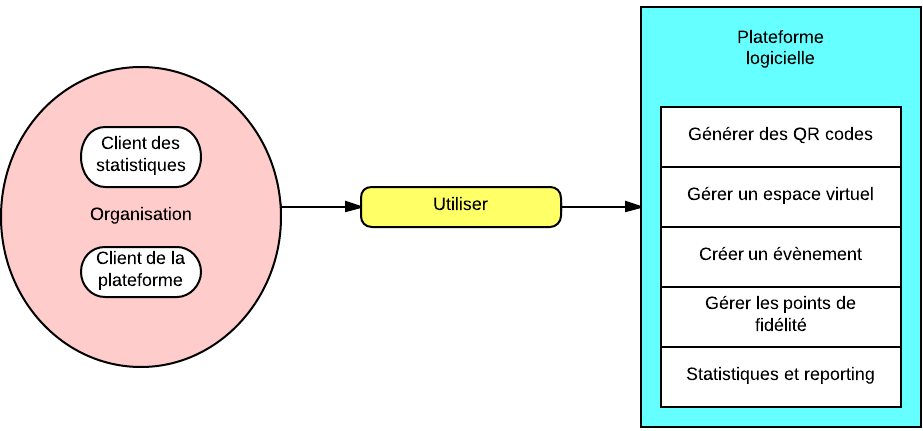 Client des
statistiques
Organisation
Client de la
plateforme
Utiliser
Plateforme
logicielle
Générer des QR codes
Gérer un espace virtuel
Créer un évènement
Gérer les points de
fidélité
Statistiques et reporting